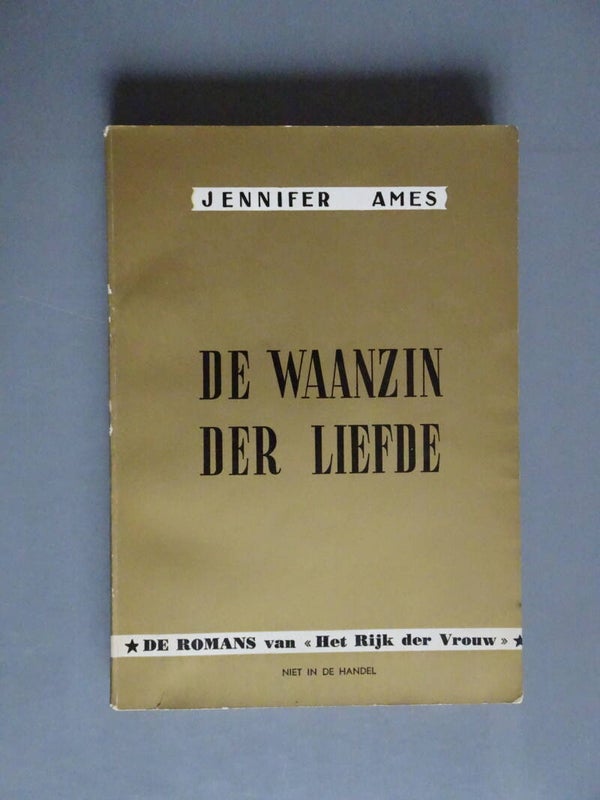 JENNIFER AMES
DE WAANZIN
DER LIEFDE
★ DE ROMANS van « Het Rijk der Vrouw » ★
NIET IN DE HANDEL